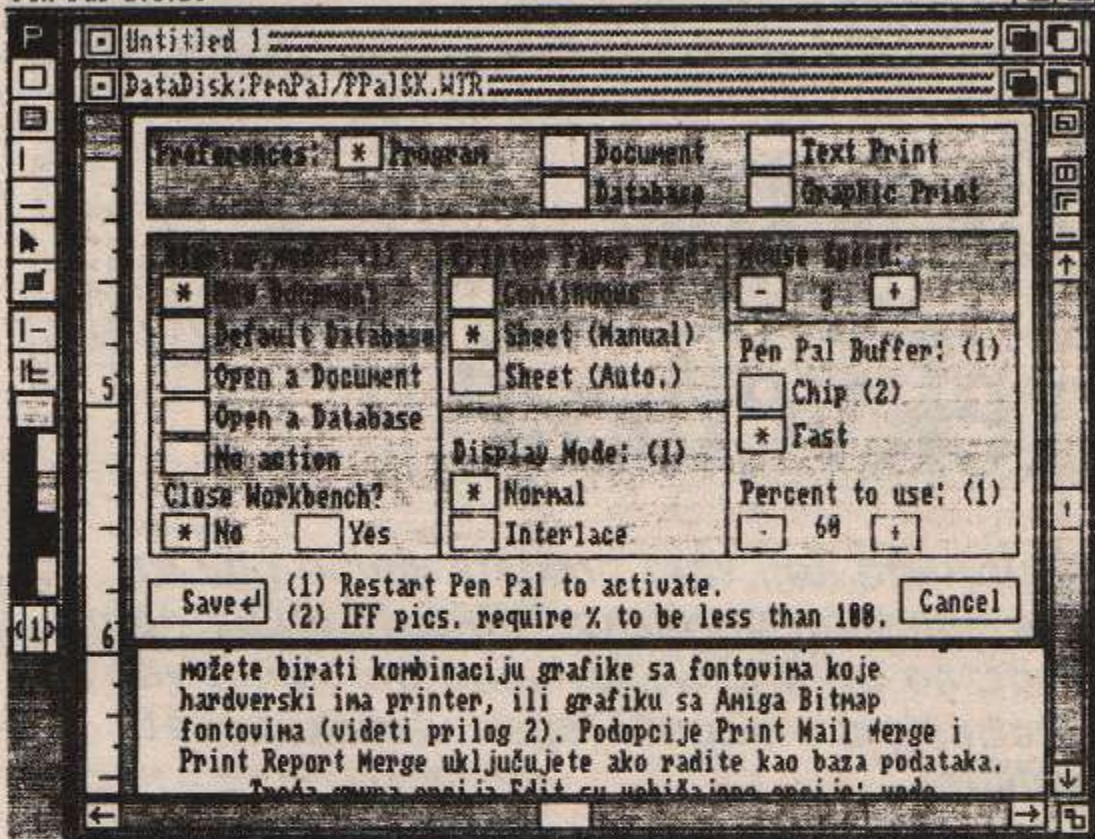 P
Untitled 1
DataDisk:PenPal/PPalSK.WTR
Preferences: * Program Document Text Print
Database Graphic Print
Printer Paper Feed: Mouse Speed:
* Continuous - +
Default Database * Sheet (Manual)
Pen Pal Buffer: (1)
Open a Document Sheet (Auto.)
5 Chip (2)
Open a Database * Fast
No action Display Mode: (1)
Close Workbench? * Normal Percent to use: (1)
* No Yes Interlace - 60 +
Save (1) Restart Pen Pal to activate. Cancel
(2) IFF pics. require % to be less than 100.
1 6
možete birati kombinaciju grafike sa fontovima koje
hardverski ima printer, ili grafiku sa Amiga Bitmap
fontovima (videti prilog 2). Podopcije Print Mail Merge i
Print Report Merge uključujete ako radite kao baza podataka.
opcija Edit su